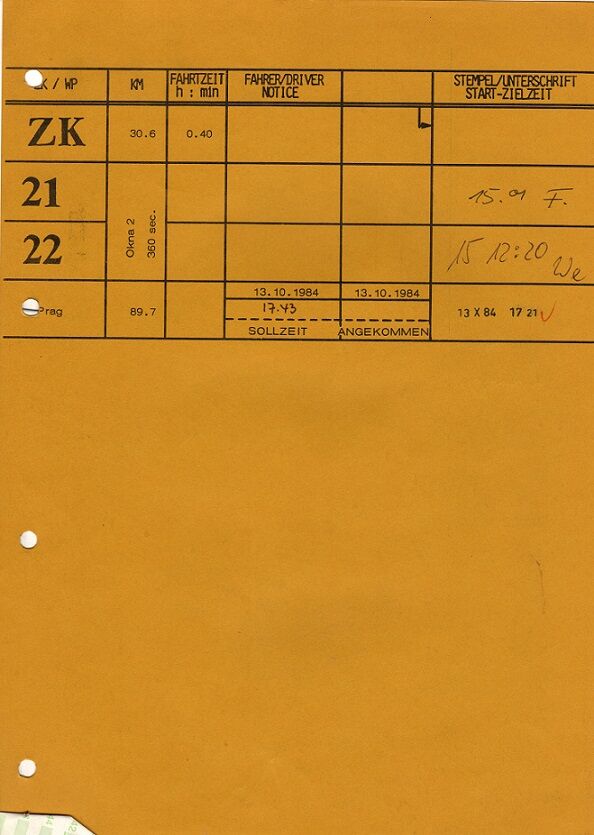 ZK / WP KM FAHRTZEIT FAHRER/DRIVER STEMPEL/UNTERSCHRIFT
h : min NOTICE START-ZIELZEIT
ZK 30.6 0.40
21 15.01 F.
Okna 2
360 sec.
22 15 12:20
We
13.10.1984 13.10.1984
Prag 89.7 17.43 13 X 84 17 21
SOLLZEIT ANGEKOMMEN